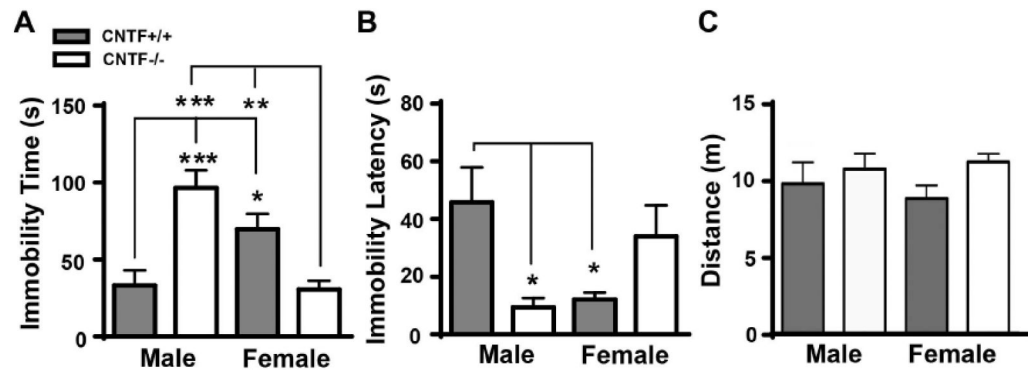 A
CNTF+/+
CNTF-/-
Immobility Time (s)
150
100
50
0
***
**
***
*
Male
Female
B
Immobility Latency (s)
80
60
40
20
0
*
*
Male
Female
C
Distance (m)
15
10
5
0
Male
Female